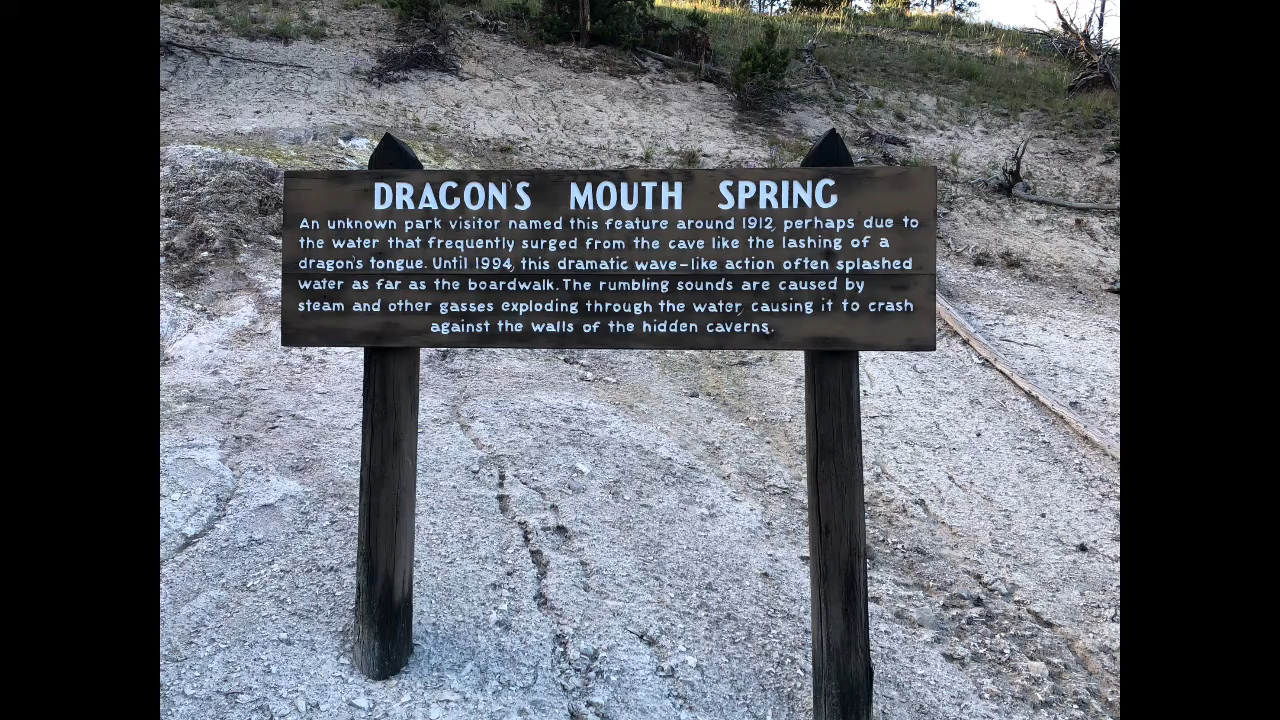 DRAGON'S MOUTH SPRING
An unknown park visitor named this feature around 1912, perhaps due to
the water that frequently surged from the cave like the lashing of a
dragon's tongue. Until 1994, this dramatic wave-like action often splashed
water as far as the boardwalk. The rumbling sounds are caused by
steam and other gasses exploding through the water, causing it to crash
against the walls of the hidden caverns.